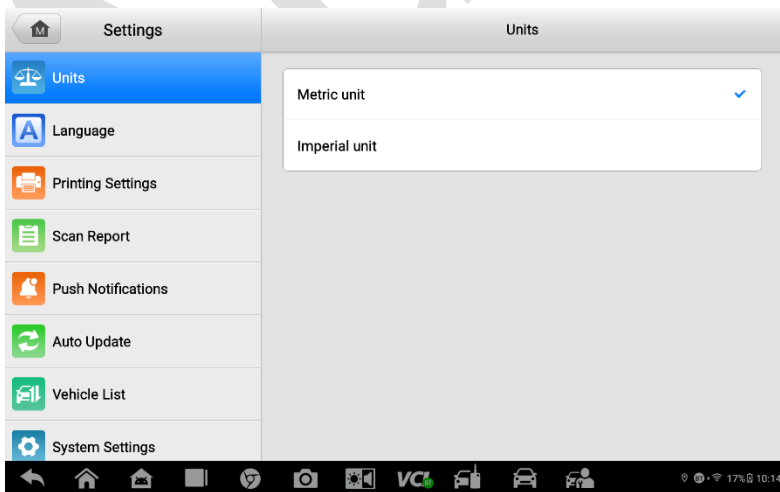 M
Settings
Units
Units
Metric unit
Imperial unit
A
Language
Printing Settings
Scan Report
Push Notifications
Auto Update
Vehicle List
System Settings
VCI
17%
10:14